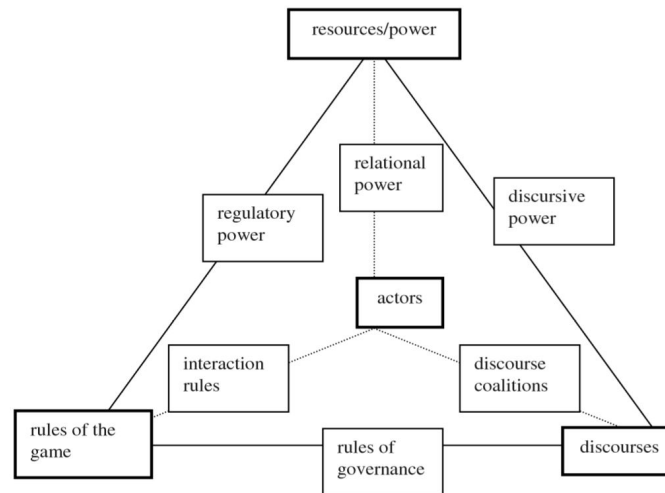 resources/power
relational
power
discursive
power
regulatory
power
actors
interaction
rules
discourse
coalitions
rules of the
game
rules of
governance
discourses